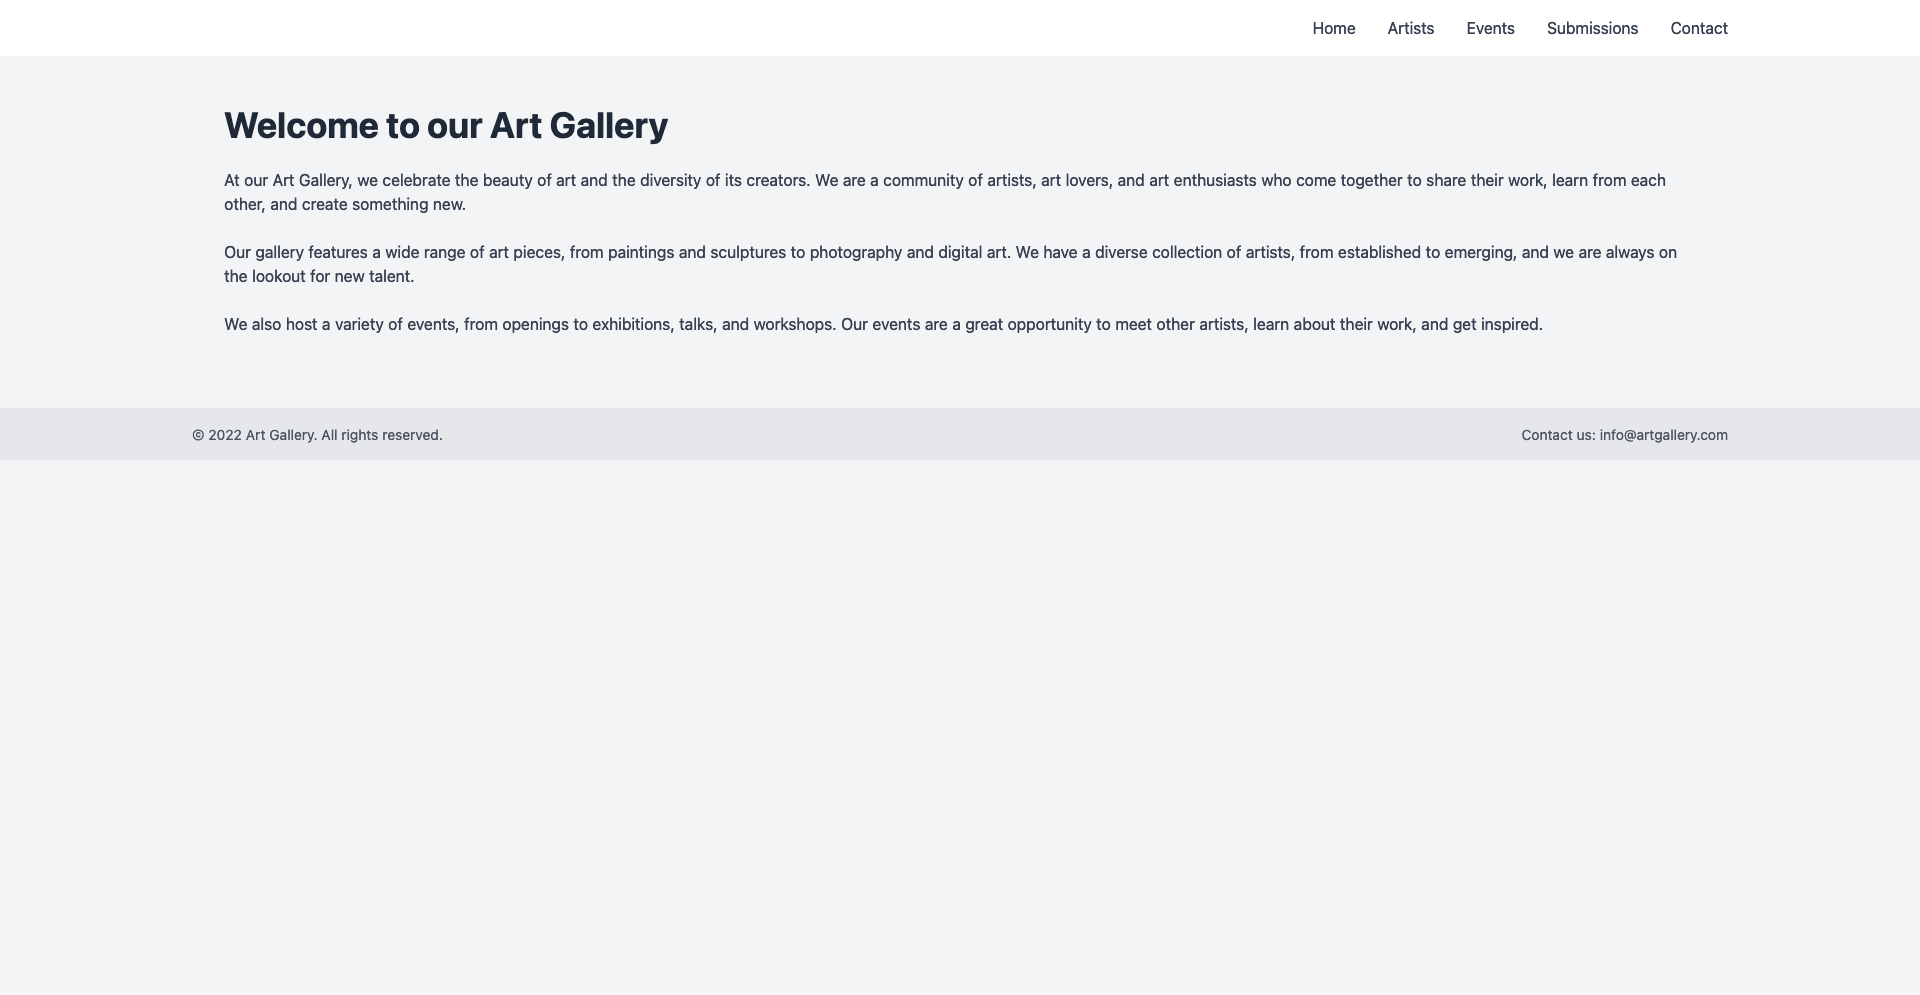 Home Artists Events Submissions Contact
Welcome to our Art Gallery
At our Art Gallery, we celebrate the beauty of art and the diversity of its creators. We are a community of artists, art lovers, and art enthusiasts who come together to share their work, learn from each
other, and create something new.
Our gallery features a wide range of art pieces, from paintings and sculptures to photography and digital art. We have a diverse collection of artists, from established to emerging, and we are always on
the lookout for new talent.
We also host a variety of events, from openings to exhibitions, talks, and workshops. Our events are a great opportunity to meet other artists, learn about their work, and get inspired.
© 2022 Art Gallery. All rights reserved. Contact us: info@artgallery.com